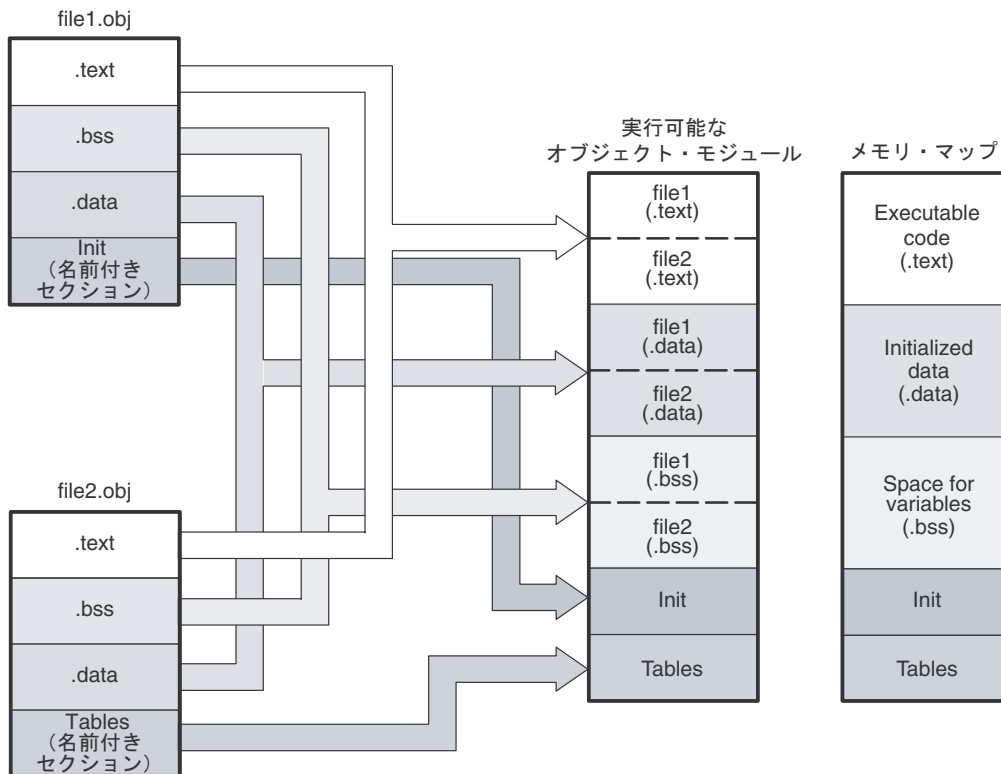 file1.obj
.text
.bss
.data
Init
（名前付き
セクション）
file2.obj
.text
.bss
.data
Tables
（名前付き
セクション）
実行可能な
オブジェクト・モジュール
file1
(.text)
file2
(.text)
file1
(.data)
file2
(.data)
file1
(.bss)
file2
(.bss)
Init
Tables
メモリ・マップ
Executable
code
(.text)
Initialized
data
(.data)
Space for
variables
(.bss)
Init
Tables